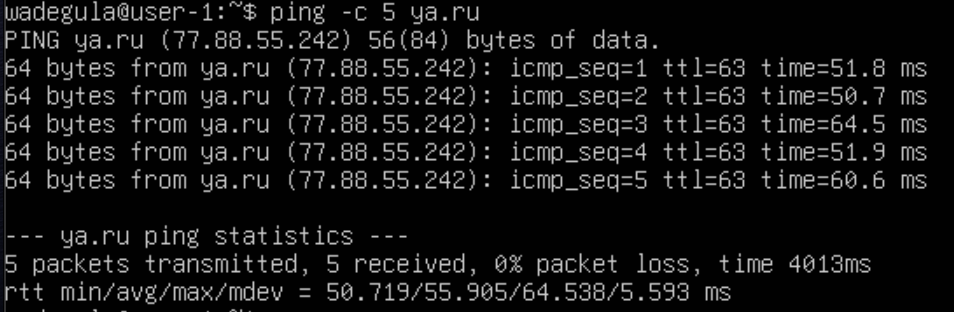 wadegula@user-1:~$ ping -c 5 ya.ru
PING ya.ru (77.88.55.242) 56(84) bytes of data.
64 bytes from ya.ru (77.88.55.242): icmp_seq=1 ttl=63 time=51.8 ms
64 bytes from ya.ru (77.88.55.242): icmp_seq=2 ttl=63 time=50.7 ms
64 bytes from ya.ru (77.88.55.242): icmp_seq=3 ttl=63 time=64.5 ms
64 bytes from ya.ru (77.88.55.242): icmp_seq=4 ttl=63 time=51.9 ms
64 bytes from ya.ru (77.88.55.242): icmp_seq=5 ttl=63 time=60.6 ms
--- ya.ru ping statistics ---
5 packets transmitted, 5 received, 0% packet loss, time 4013ms
rtt min/avg/max/mdev = 50.719/55.905/64.538/5.593 ms